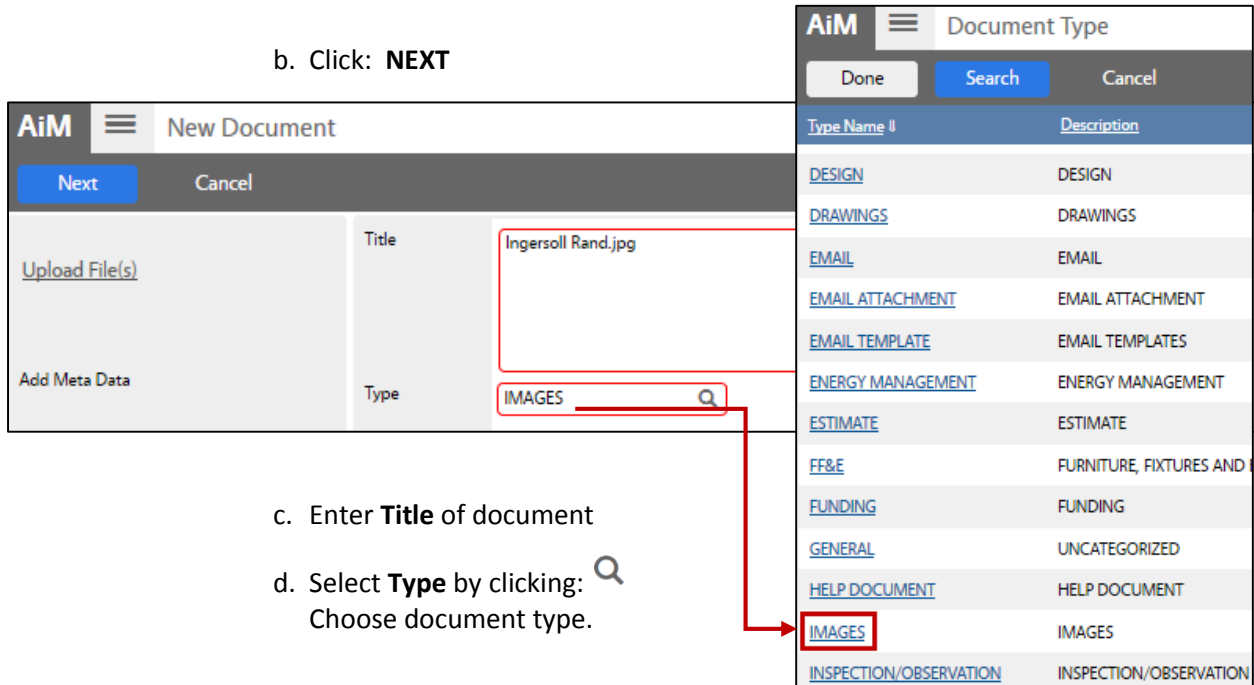 b. Click: NEXT
AiM New Document
Next Cancel
Upload File(s)
Title Ingersoll Rand.jpg
Add Meta Data
Type IMAGES
c. Enter Title of document
d. Select Type by clicking:
Choose document type.
AiM Document Type
Done Search Cancel
Type Name Description
DESIGN DESIGN
DRAWINGS DRAWINGS
EMAIL EMAIL
EMAIL ATTACHMENT EMAIL ATTACHMENT
EMAIL TEMPLATE EMAIL TEMPLATES
ENERGY MANAGEMENT ENERGY MANAGEMENT
ESTIMATE ESTIMATE
FF&E FURNITURE, FIXTURES AND
FUNDING FUNDING
GENERAL UNCATEGORIZED
HELP DOCUMENT HELP DOCUMENT
IMAGES IMAGES
INSPECTION/OBSERVATION INSPECTION/OBSERVATION